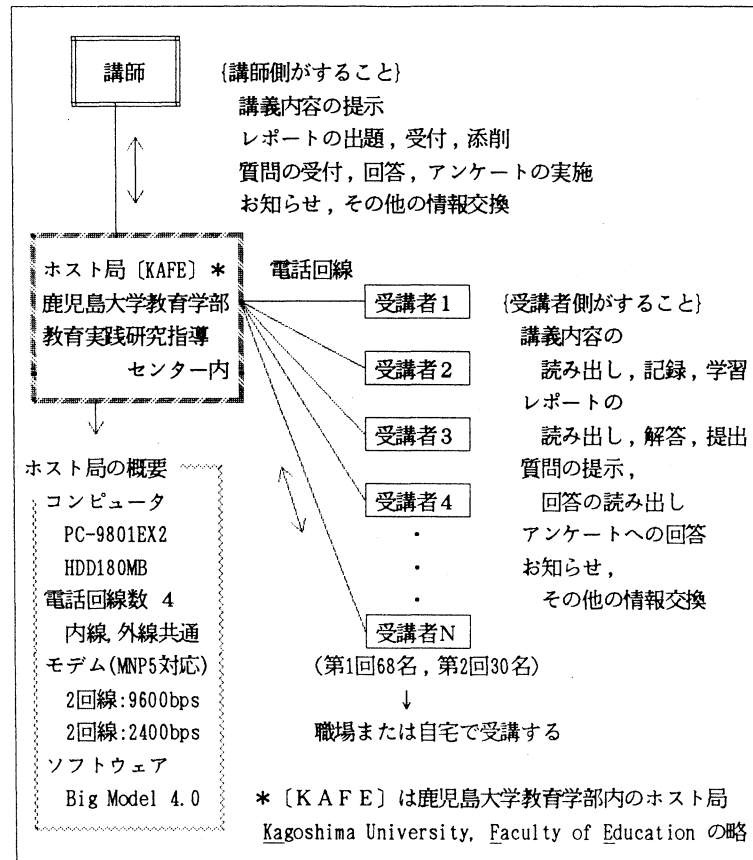 講師
{講師側がすること}
講義内容の提示
レポートの出題，受付，添削
質問の受付，回答，アンケートの実施
お知らせ，その他の情報交換
ホスト局〔KAFE〕＊
鹿児島大学教育学部
教育実践研究指導
センター内
電話回線
受講者1
受講者2
受講者3
受講者4
・
・
・
受講者N
(第1回68名，第2回30名)
↓
職場または自宅で受講する
{受講者側がすること}
講義内容の
読み出し，記録，学習
レポートの
読み出し，解答，提出
質問の提示，
回答の読み出し
アンケートへの回答
お知らせ，
その他の情報交換
ホスト局の概要
コンピュータ
PC-9801EX2
HDD180MB
電話回線数 4
内線,外線共通
モデム(MNP5対応)
2回線:9600bps
2回線:2400bps
ソフトウェア
Big Model 4.0
＊〔ＫＡＦＥ〕は鹿児島大学教育学部内のホスト局
Kagoshima University, Faculty of Education の略